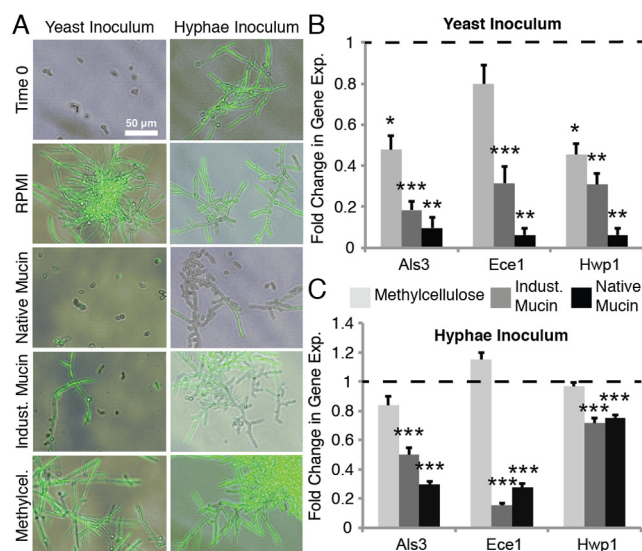 A
Yeast Inoculum
Hyphae Inoculum
Time 0
50 µm
RPMI
Native Mucin
Indust. Mucin
Methylcel.
B
Yeast Inoculum
Fold Change in Gene Exp.
1
0.8
0.6
0.4
0.2
0
*
***
**
***
**
*
**
**
Als3
Ece1
Hwp1
Methylcellulose
Indust. Mucin
Native Mucin
C
Hyphae Inoculum
Fold Change in Gene Exp.
1.4
1.2
1
0.8
0.6
0.4
0.2
0
***
***
***
***
***
***
Als3
Ece1
Hwp1